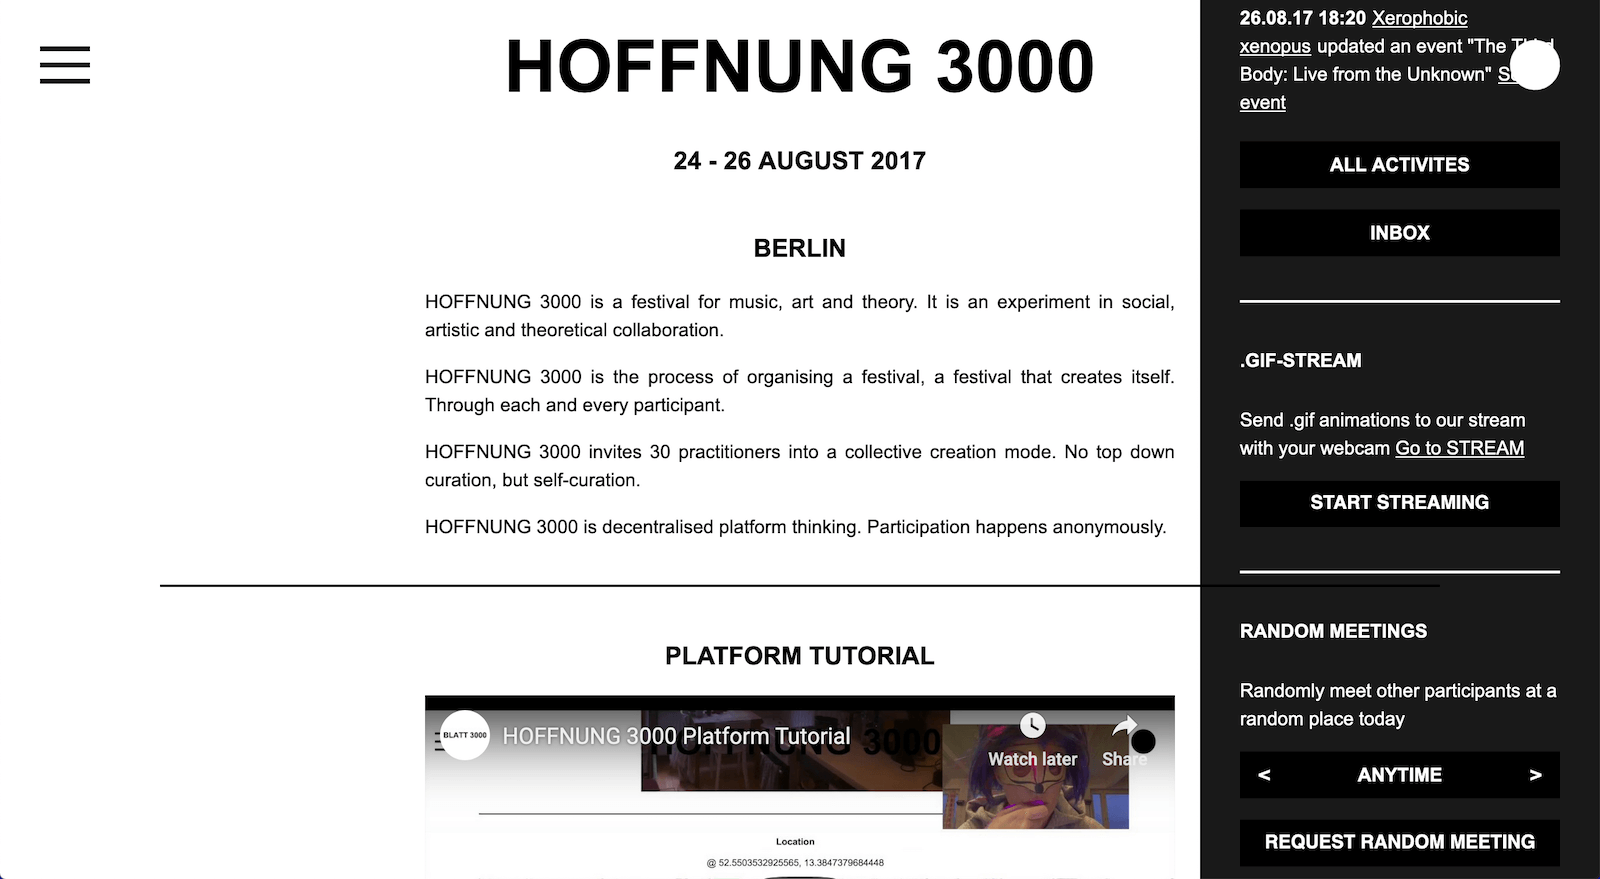 HOFFNUNG 3000
24 - 26 AUGUST 2017
BERLIN
HOFFNUNG 3000 is a festival for music, art and theory. It is an experiment in social,
artistic and theoretical collaboration.
HOFFNUNG 3000 is the process of organising a festival, a festival that creates itself.
Through each and every participant.
HOFFNUNG 3000 invites 30 practitioners into a collective creation mode. No top down
curation, but self-curation.
HOFFNUNG 3000 is decentralised platform thinking. Participation happens anonymously.
PLATFORM TUTORIAL
BLATT 3000
HOFFNUNG 3000 Platform Tutorial
HOFFNUNG 3000
Watch later
Share
Location
@ 52.5503532925565, 13.3847379684448
26.08.17 18:20 Xerophobic
xenopus updated an event "The
Body: Live from the Unknown"
event
ALL ACTIVITES
INBOX
.GIF-STREAM
Send .gif animations to our stream
with your webcam Go to STREAM
START STREAMING
RANDOM MEETINGS
Randomly meet other participants at a
random place today
< ANYTIME >
REQUEST RANDOM MEETING